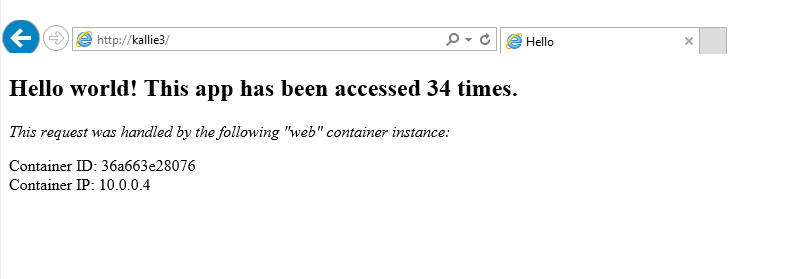 http://kallie3/
Hello
Hello world! This app has been accessed 34 times.
This request was handled by the following "web" container instance:
Container ID: 36a663e28076
Container IP: 10.0.0.4